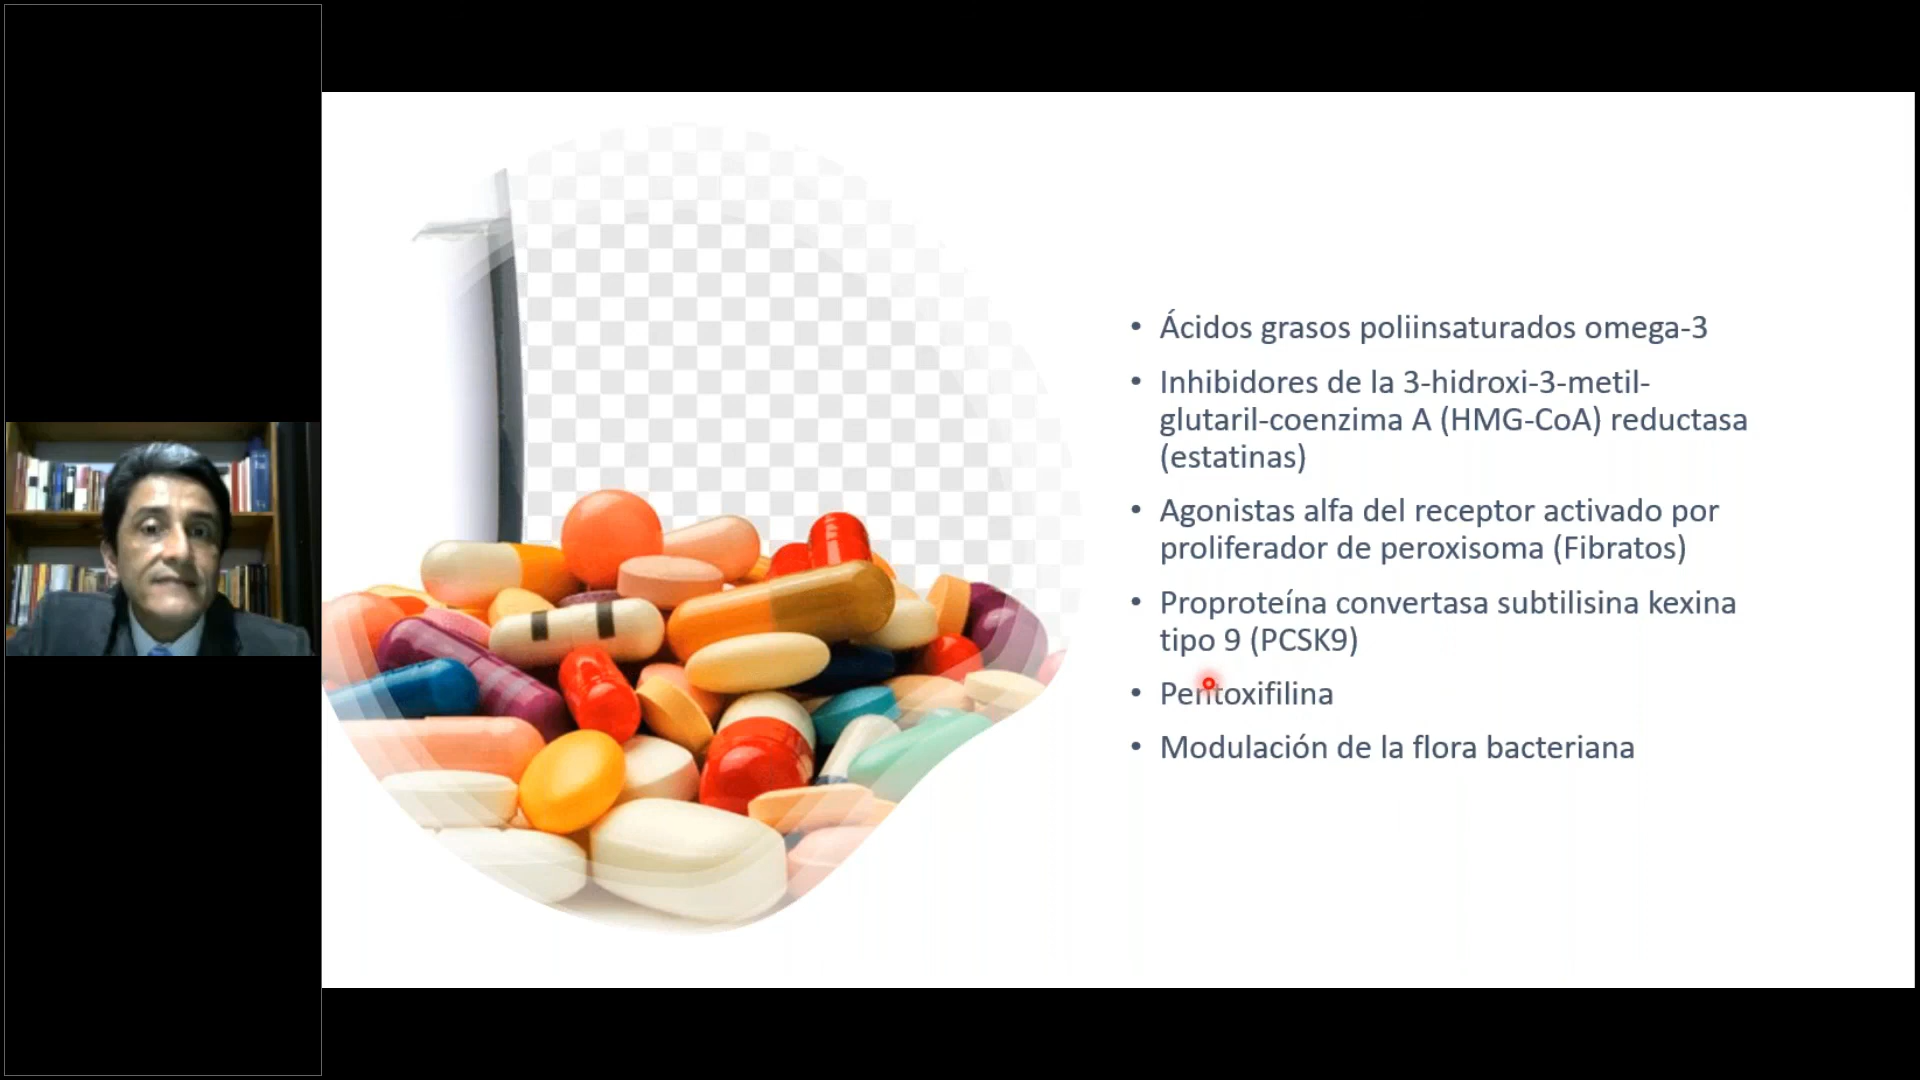 • Ácidos grasos poliinsaturados omega-3
• Inhibidores de la 3-hidroxi-3-metil-
glutaril-coenzima A (HMG-CoA) reductasa
(estatinas)
• Agonistas alfa del receptor activado por
proliferador de peroxisoma (Fibratos)
• Proproteína convertasa subtilisina kexina
tipo 9 (PCSK9)
• Pentoxifilina
• Modulación de la flora bacteriana